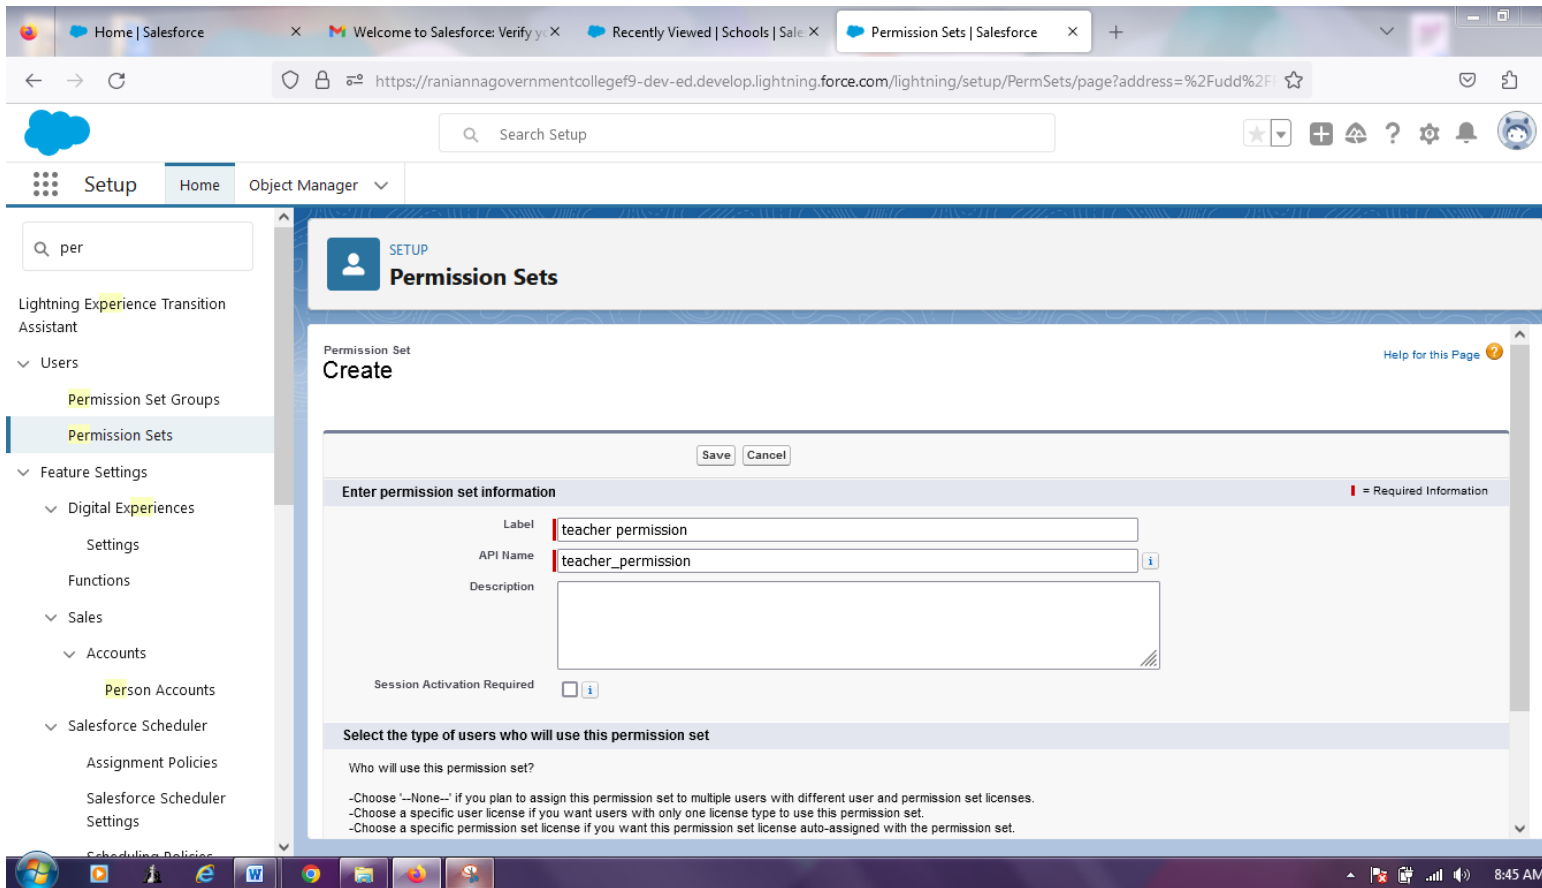 Home | Salesforce
Welcome to Salesforce: Verify yo
Recently Viewed | Schools | Sale
Permission Sets | Salesforce
https://raniannagovernmentcollegef9-dev-ed.develop.lightning.force.com/lightning/setup/PermSets/page?address=%2Fudd%2FP
Search Setup
Setup
Home
Object Manager
per
Lightning Experience Transition
Assistant
Users
Permission Set Groups
Permission Sets
Feature Settings
Digital Experiences
Settings
Functions
Sales
Accounts
Person Accounts
Salesforce Scheduler
Assignment Policies
Salesforce Scheduler
Settings
Scheduling Policies
SETUP
Permission Sets
Permission Set
Create
Help for this Page
Save Cancel
Enter permission set information
= Required Information
Label
teacher permission
API Name
teacher_permission
Description
Session Activation Required
Select the type of users who will use this permission set
Who will use this permission set?
-Choose '--None--' if you plan to assign this permission set to multiple users with different user and permission set licenses.
-Choose a specific user license if you want users with only one license type to use this permission set.
-Choose a specific permission set license if you want this permission set license auto-assigned with the permission set.
8:45 AM